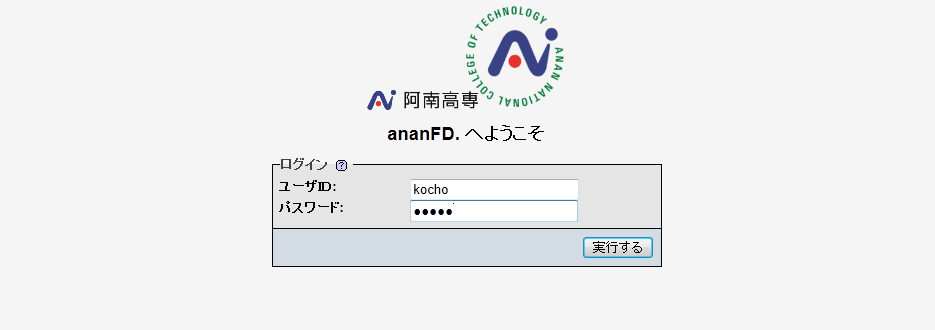 ANAN NATIONAL COLLEGE OF TECHNOLOGY
阿南高専
ananFD. へようこそ
ログイン ?
ユーザID: kocho
パスワード: ●●●●●
実行する